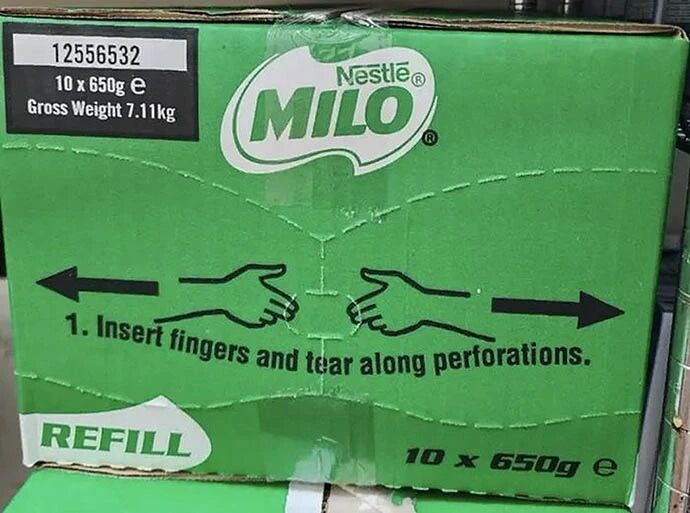 12556532
10 x 650g e
Gross Weight 7.11kg
Nestlé®
MILO®
1. Insert fingers and tear along perforations.
REFILL
10 x 650g e